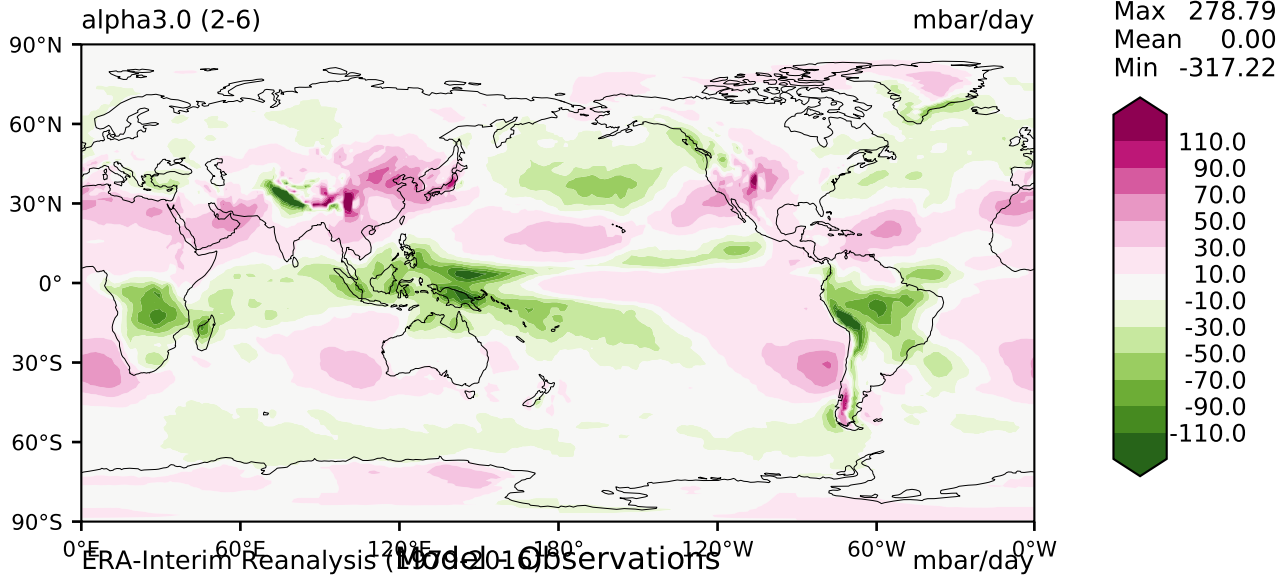 alpha3.0 (2-6) mbar/day
Max 278.79
Mean 0.00
Min -317.22
90°N
60°N
30°N
0°
30°S
60°S
90°S
0°E 60°E 120°E 180° 120°W 60°W 0°W
ERA-Interim Reanalysis (1979-2016) mbar/day
Model - Observations
110.0
90.0
70.0
50.0
30.0
10.0
-10.0
-30.0
-50.0
-70.0
-90.0
-110.0